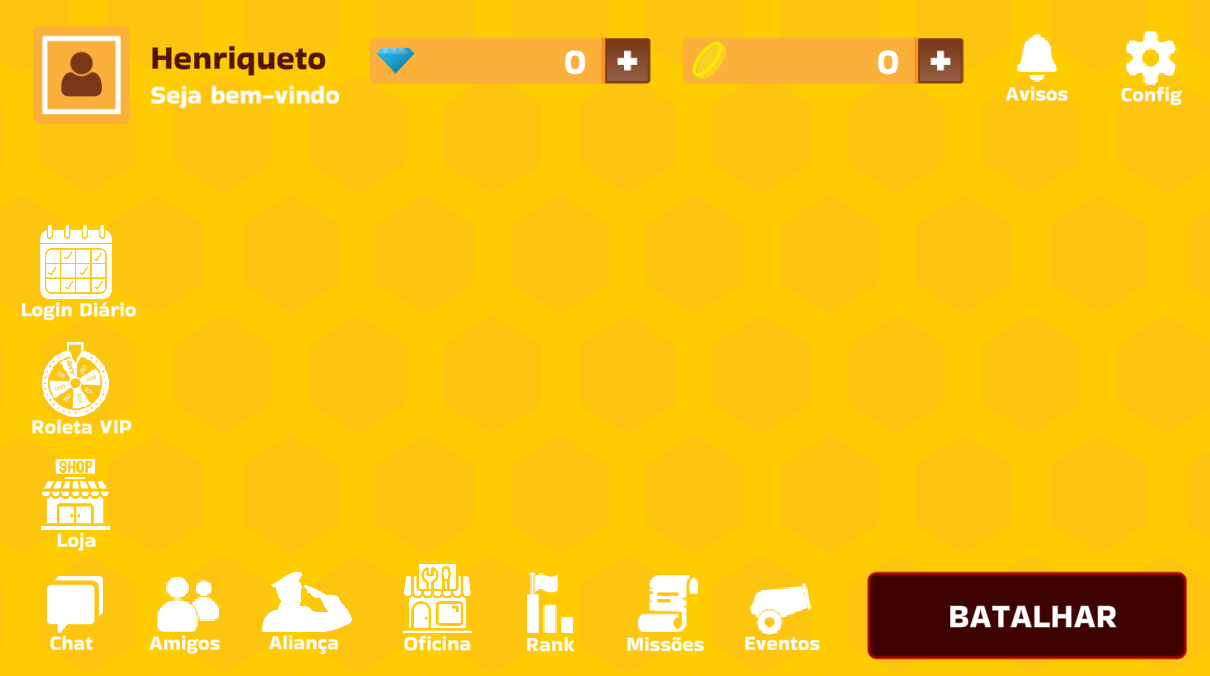 Henriqueto
Seja bem-vindo
0
0
Avisos
Config
Login Diário
Roleta VIP
SHOP
Loja
Chat
Amigos
Aliança
Oficina
Rank
Missões
Eventos
BATALHAR